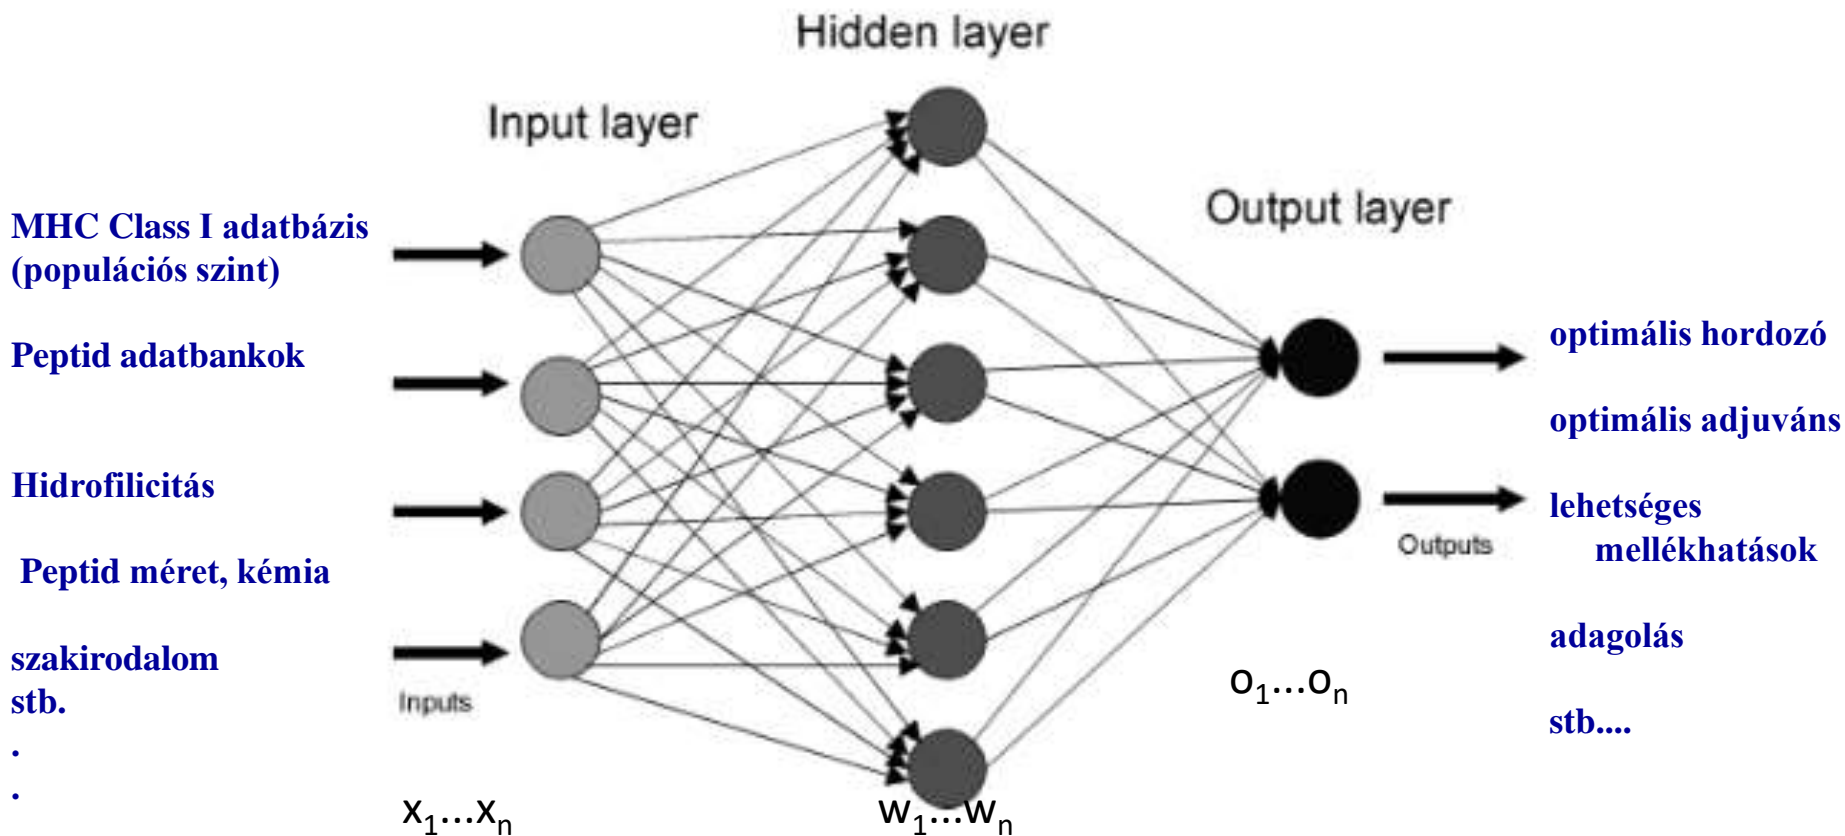 Hidden layer
Input layer
Output layer
MHC Class I adatbázis
(populációs szint)
Peptid adatbankok
Hidrofilicitás
Peptid méret, kémia
szakirodalom
stb.
.
.
Inputs
x₁...xₙ
w₁...wₙ
o₁...oₙ
Outputs
optimális hordozó
optimális adjuváns
lehetséges
mellékhatások
adagolás
stb....